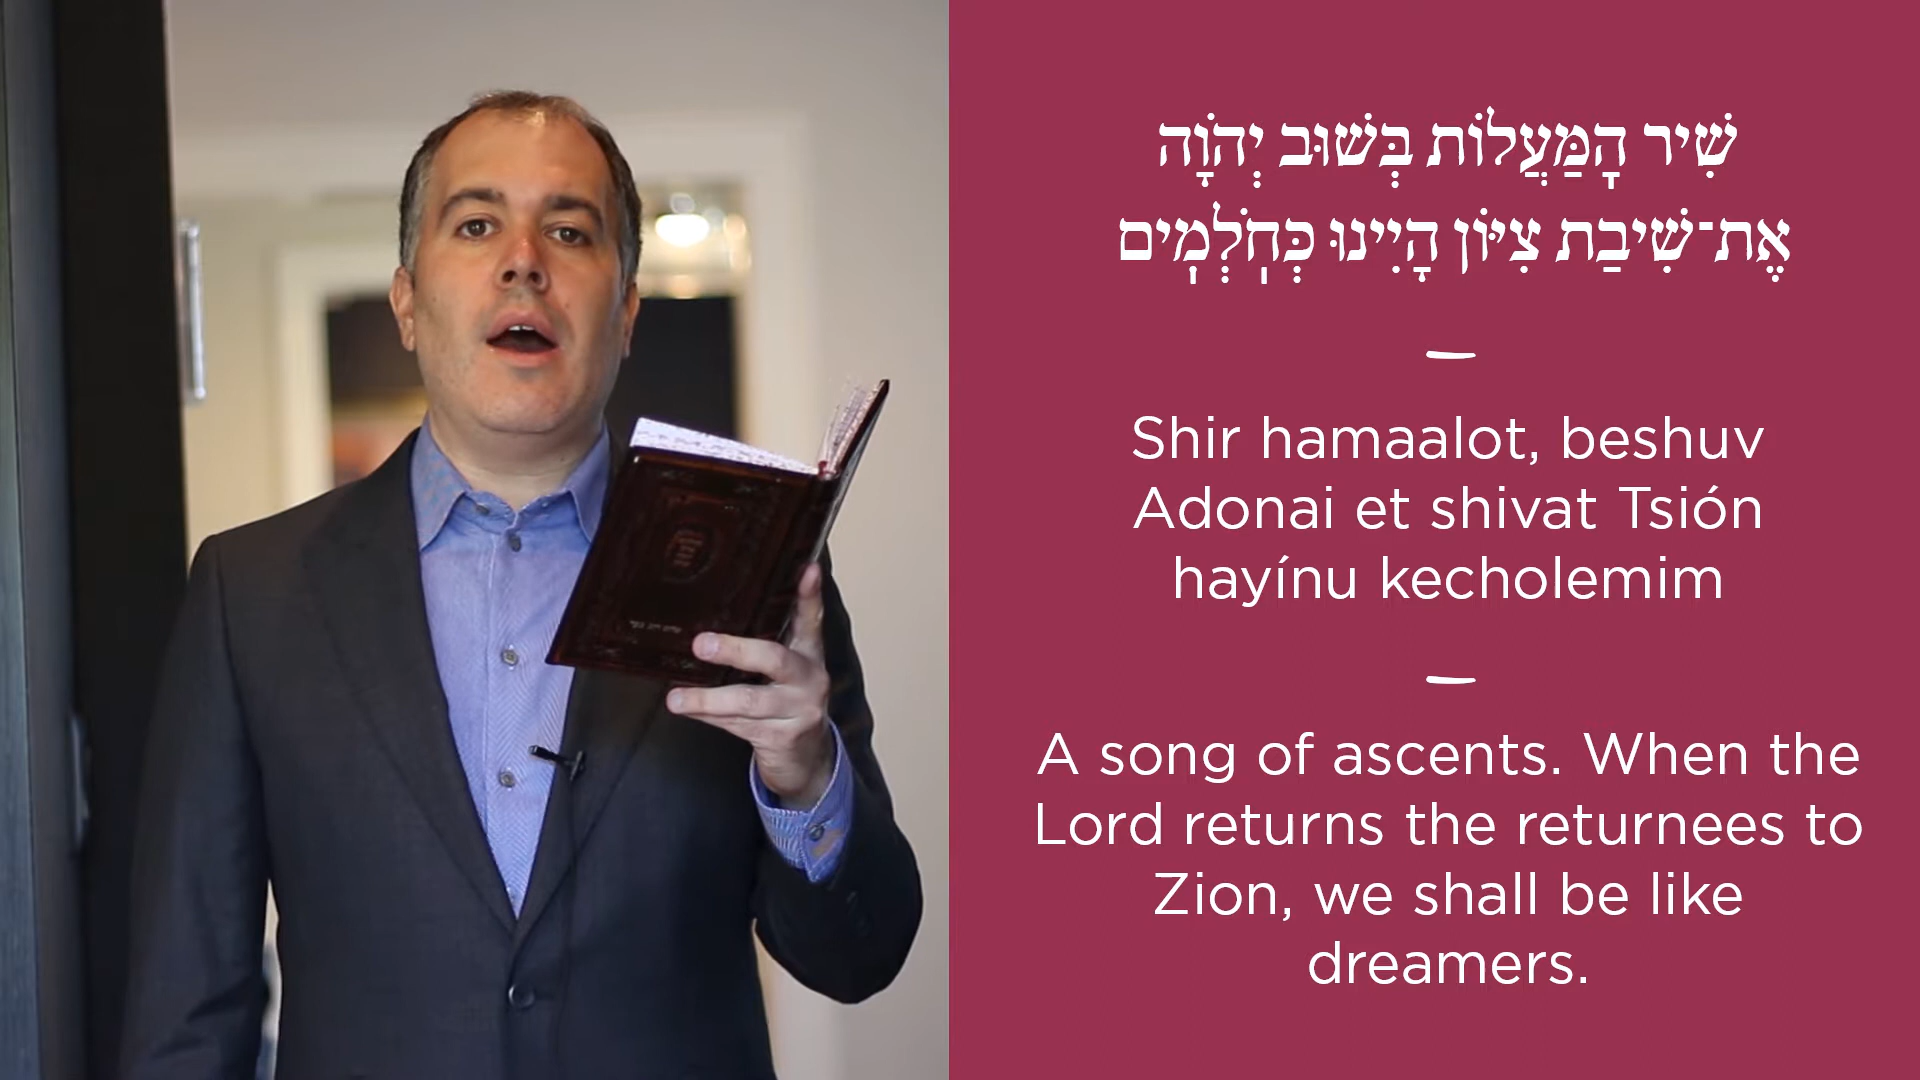 שִׁיר הַמַּעֲלוֹת בְּשׁוּב יְהֹוָה
אֶת־שִׁיבַת צִיּוֹן הָיִינוּ כְּחֹלְמִים
Shir hamaalot, beshuv
Adonai et shivat Tsión
hayínu kecholemim
A song of ascents. When the
Lord returns the returnees to
Zion, we shall be like
dreamers.